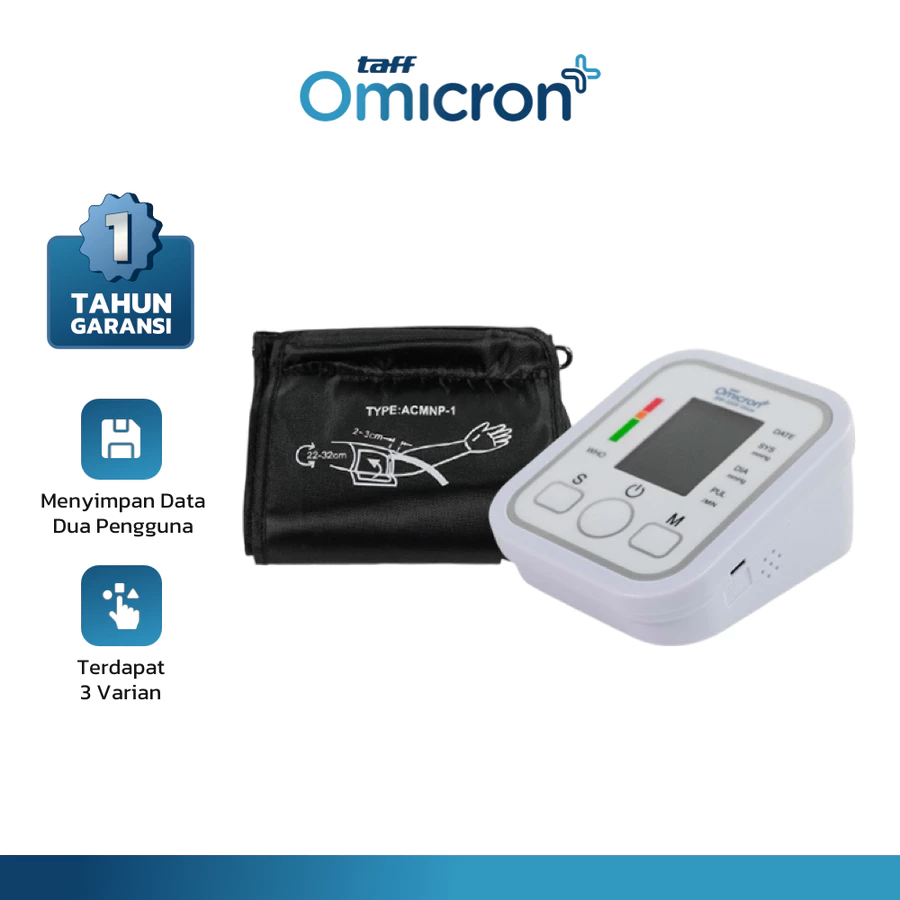 taff
Omicron
1
TAHUN
GARANSI
Menyimpan Data
Dua Pengguna
Terdapat
3 Varian
TYPE:ACMNP-1
2~3cm
22-32cm
taff
Omicron
WHO
DATE
SYS
mmHg
DIA
mmHg
PUL
/MIN
S
M